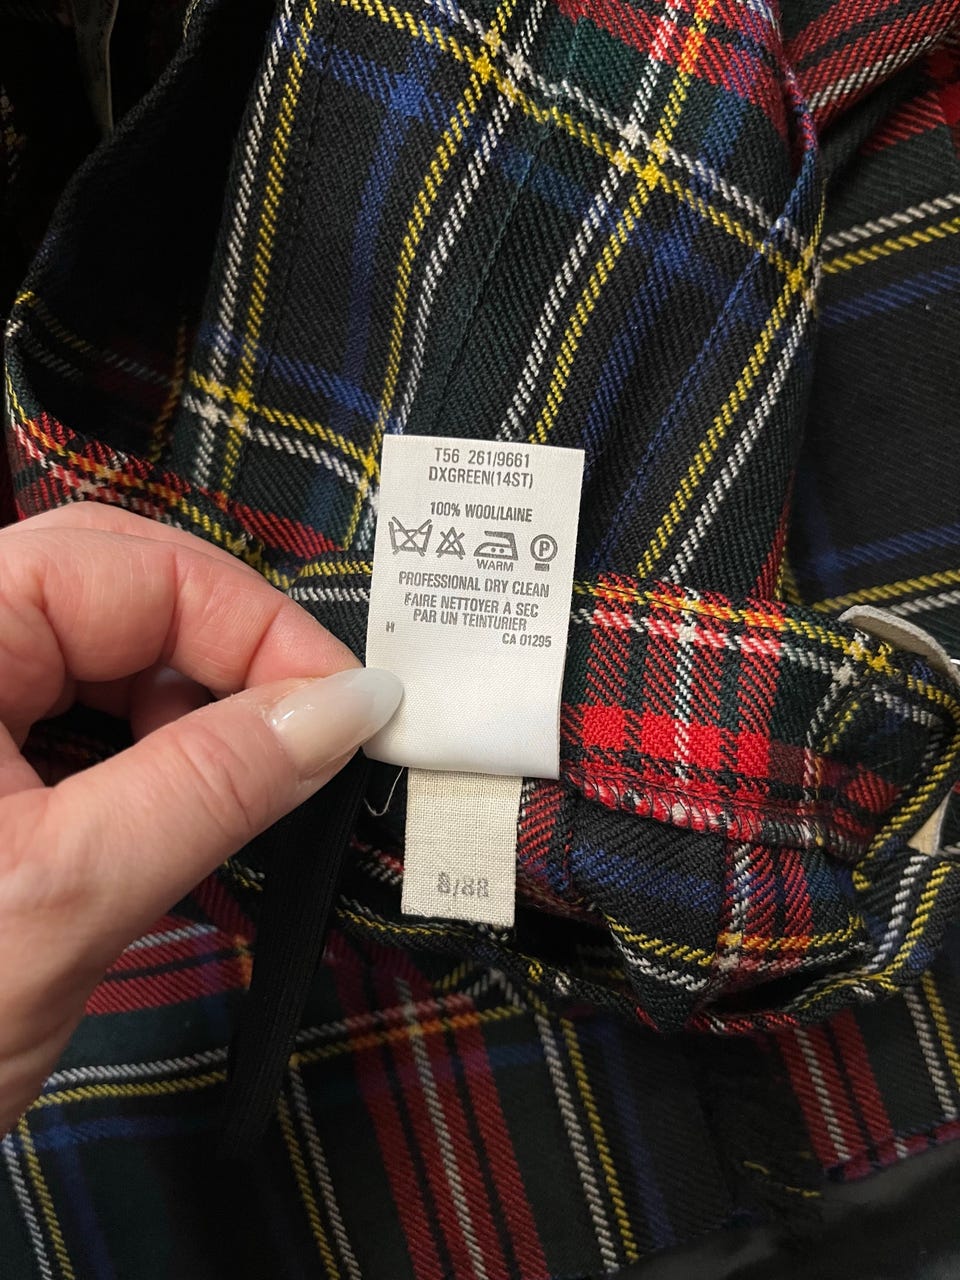 T56 261/9661
DXGREEN(14ST)
100% WOOL/LAINE
P
WARM
PROFESSIONAL DRY CLEAN
FAIRE NETTOYER A SEC
PAR UN TEINTURIER
H
CA 01295
8/88